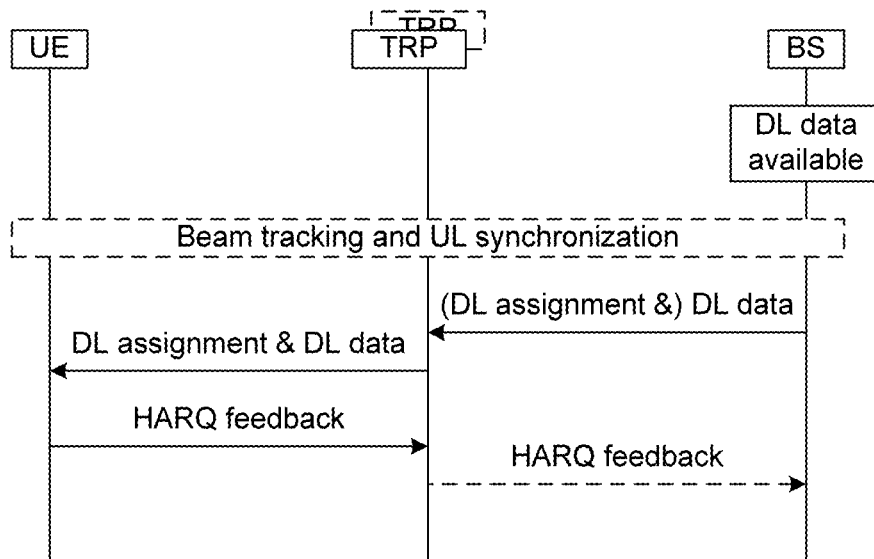 TRP
UE
TRP
BS
DL data
available
Beam tracking and UL synchronization
(DL assignment &) DL data
DL assignment & DL data
HARQ feedback
HARQ feedback